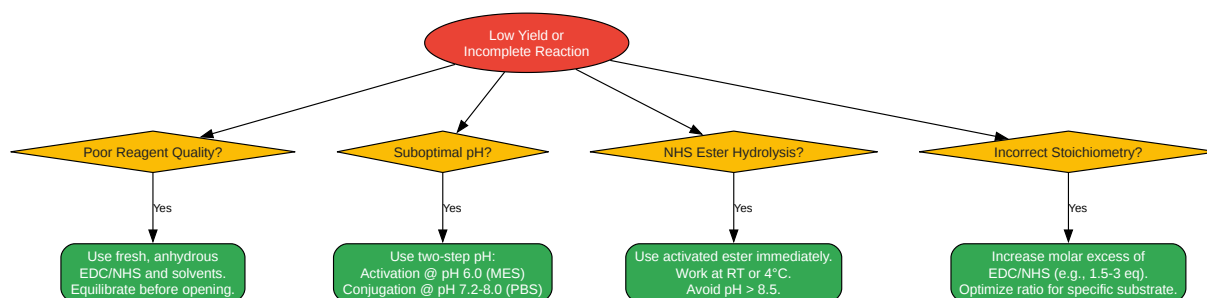 Low Yield or
Incomplete Reaction
Poor Reagent Quality?
Suboptimal pH?
NHS Ester Hydrolysis?
Incorrect Stoichiometry?
Yes
Yes
Yes
Yes
Use fresh, anhydrous
EDC/NHS and solvents.
Equilibrate before opening.
Use two-step pH:
Activation @ pH 6.0 (MES)
Conjugation @ pH 7.2-8.0 (PBS)
Use activated ester immediately.
Work at RT or 4°C.
Avoid pH > 8.5.
Increase molar excess of
EDC/NHS (e.g., 1.5-3 eq).
Optimize ratio for specific substrate.